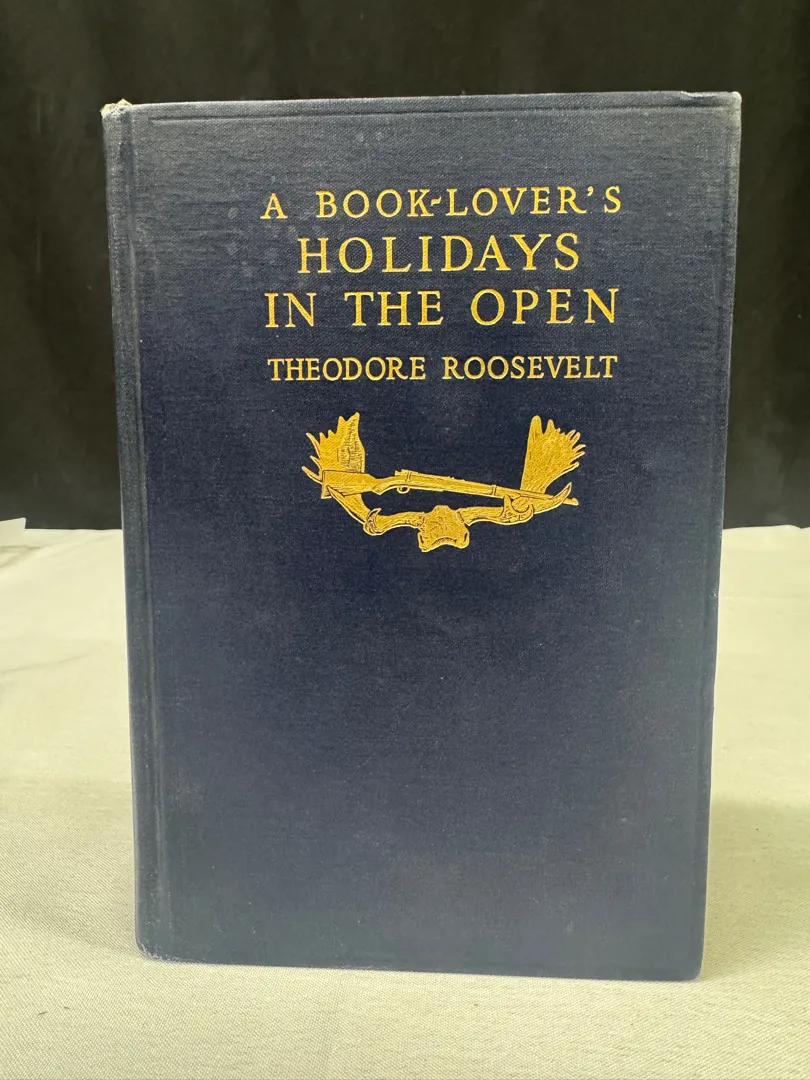 A BOOK-LOVER'S
HOLIDAYS
IN THE OPEN
THEODORE ROOSEVELT